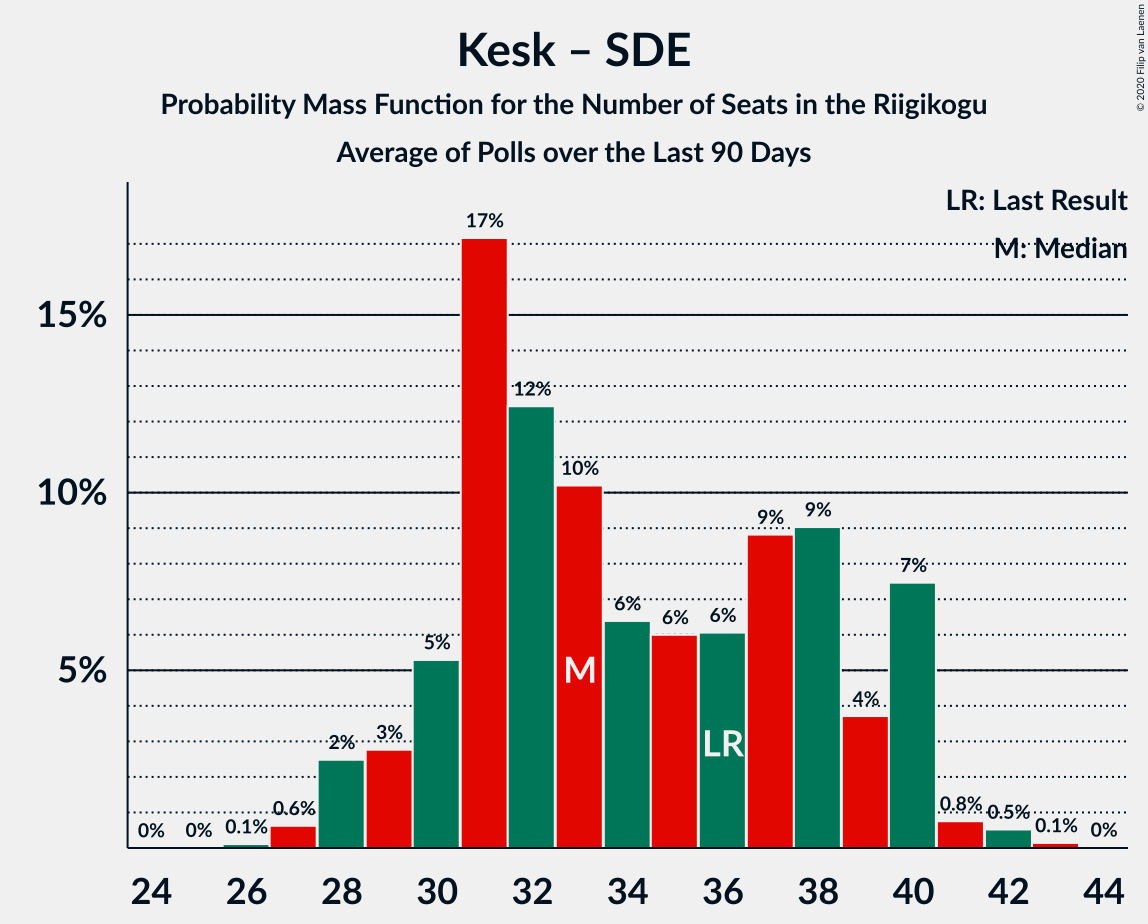 Kesk – SDE
Probability Mass Function for the Number of Seats in the Riigikogu
Average of Polls over the Last 90 Days
© 2020 Filip van Laenen
LR: Last Result
M: Median
15%
10%
5%
0%
0%
0.1%
0.6%
2%
3%
5%
17%
12%
10%
6%
6%
6%
9%
9%
4%
7%
0.8%
0.5%
0.1%
0%
M
LR
24 26 28 30 32 34 36 38 40 42 44